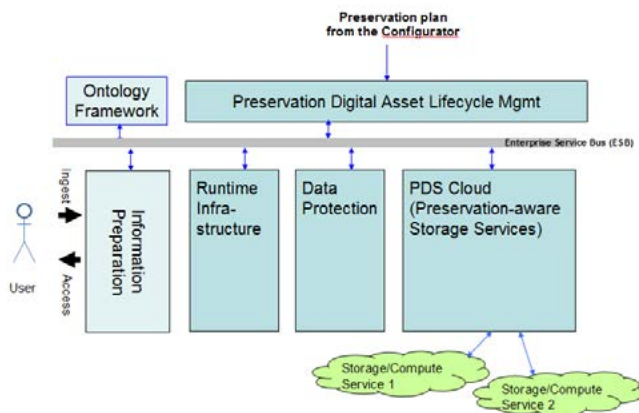 Preservation plan
from the Configurator
Ontology
Framework
Preservation Digital Asset Lifecycle Mgmt
Enterprise Service Bus (ESB)
Ingest
Access
User
Information
Preparation
Runtime
Infra-
structure
Data
Protection
PDS Cloud
(Preservation-aware
Storage Services)
Storage/Compute
Service 1
Storage/Compute
Service 2